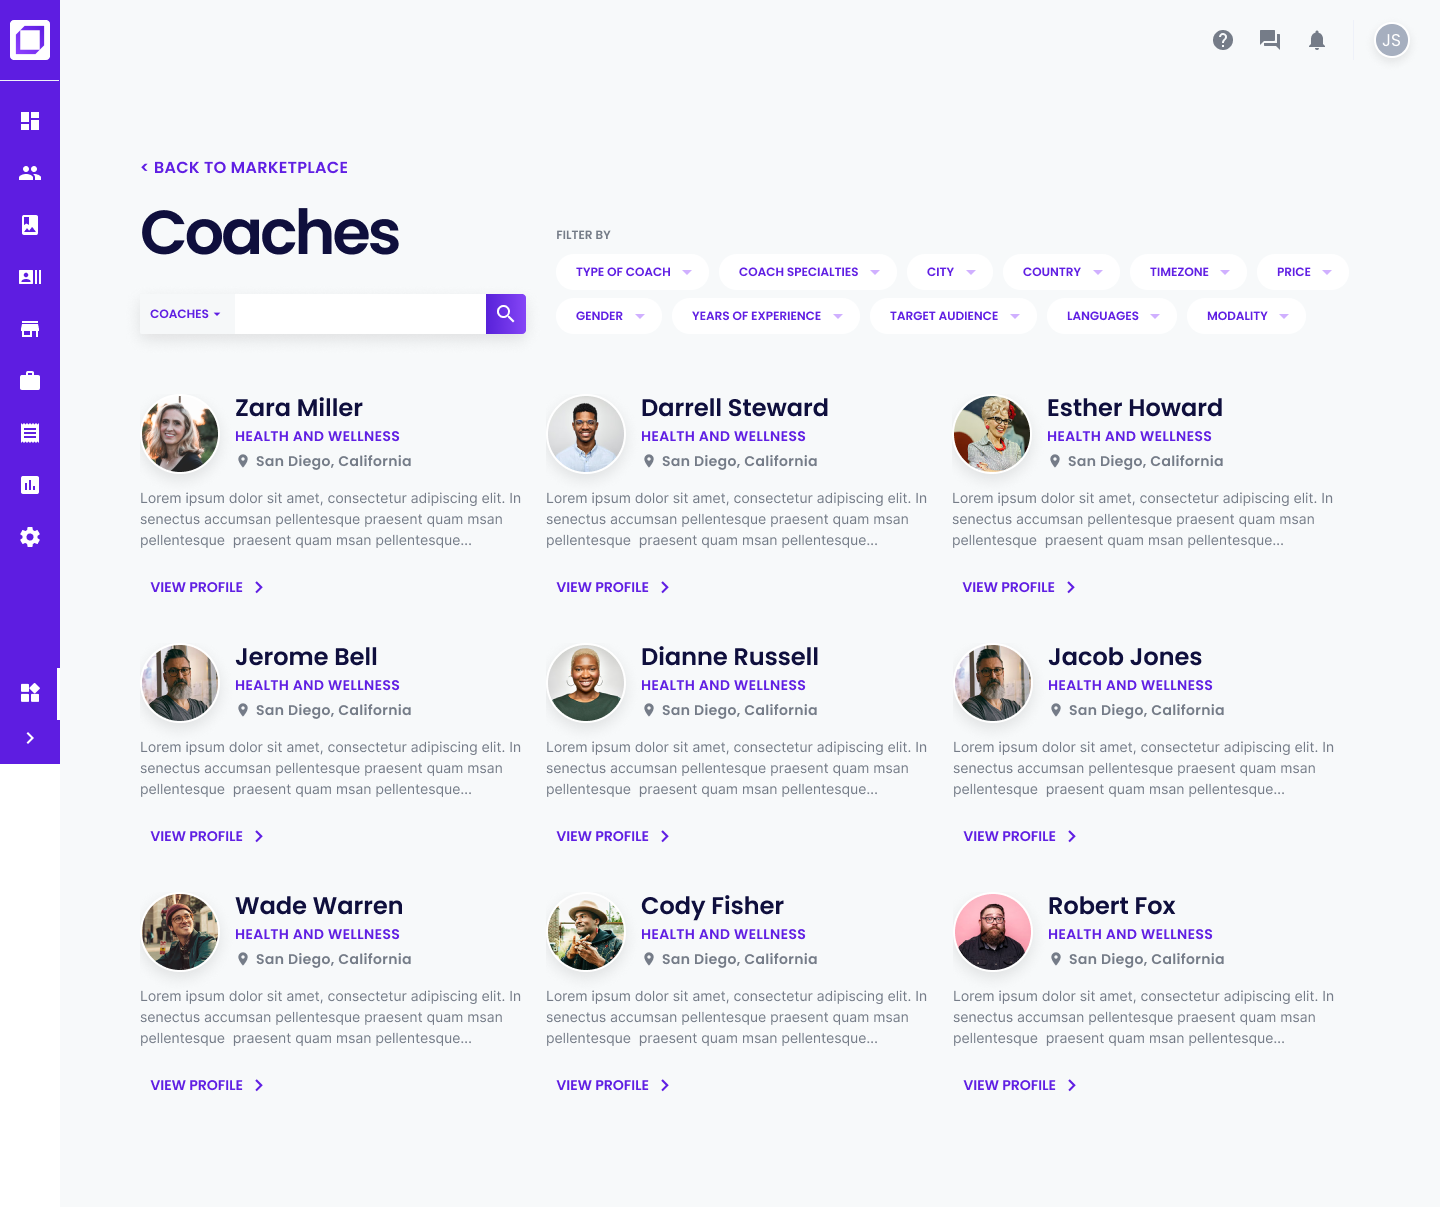 JS
< BACK TO MARKETPLACE
Coaches
FILTER BY
TYPE OF COACH
COACH SPECIALTIES
CITY
COUNTRY
TIMEZONE
PRICE
COACHES
GENDER
YEARS OF EXPERIENCE
TARGET AUDIENCE
LANGUAGES
MODALITY
Zara Miller
HEALTH AND WELLNESS
San Diego, California
Lorem ipsum dolor sit amet, consectetur adipiscing elit. In
senectus accumsan pellentesque praesent quam msan
pellentesque  praesent quam msan pellentesque...
VIEW PROFILE
Darrell Steward
HEALTH AND WELLNESS
San Diego, California
Lorem ipsum dolor sit amet, consectetur adipiscing elit. In
senectus accumsan pellentesque praesent quam msan
pellentesque  praesent quam msan pellentesque...
VIEW PROFILE
Esther Howard
HEALTH AND WELLNESS
San Diego, California
Lorem ipsum dolor sit amet, consectetur adipiscing elit. In
senectus accumsan pellentesque praesent quam msan
pellentesque  praesent quam msan pellentesque...
VIEW PROFILE
Jerome Bell
HEALTH AND WELLNESS
San Diego, California
Lorem ipsum dolor sit amet, consectetur adipiscing elit. In
senectus accumsan pellentesque praesent quam msan
pellentesque  praesent quam msan pellentesque...
VIEW PROFILE
Dianne Russell
HEALTH AND WELLNESS
San Diego, California
Lorem ipsum dolor sit amet, consectetur adipiscing elit. In
senectus accumsan pellentesque praesent quam msan
pellentesque  praesent quam msan pellentesque...
VIEW PROFILE
Jacob Jones
HEALTH AND WELLNESS
San Diego, California
Lorem ipsum dolor sit amet, consectetur adipiscing elit. In
senectus accumsan pellentesque praesent quam msan
pellentesque  praesent quam msan pellentesque...
VIEW PROFILE
Wade Warren
HEALTH AND WELLNESS
San Diego, California
Lorem ipsum dolor sit amet, consectetur adipiscing elit. In
senectus accumsan pellentesque praesent quam msan
pellentesque  praesent quam msan pellentesque...
VIEW PROFILE
Cody Fisher
HEALTH AND WELLNESS
San Diego, California
Lorem ipsum dolor sit amet, consectetur adipiscing elit. In
senectus accumsan pellentesque praesent quam msan
pellentesque  praesent quam msan pellentesque...
VIEW PROFILE
Robert Fox
HEALTH AND WELLNESS
San Diego, California
Lorem ipsum dolor sit amet, consectetur adipiscing elit. In
senectus accumsan pellentesque praesent quam msan
pellentesque  praesent quam msan pellentesque...
VIEW PROFILE